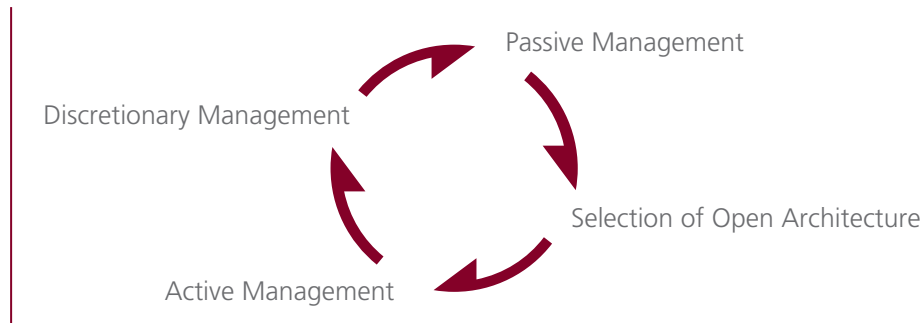 Passive Management
Discretionary Management
Selection of Open Architecture
Active Management